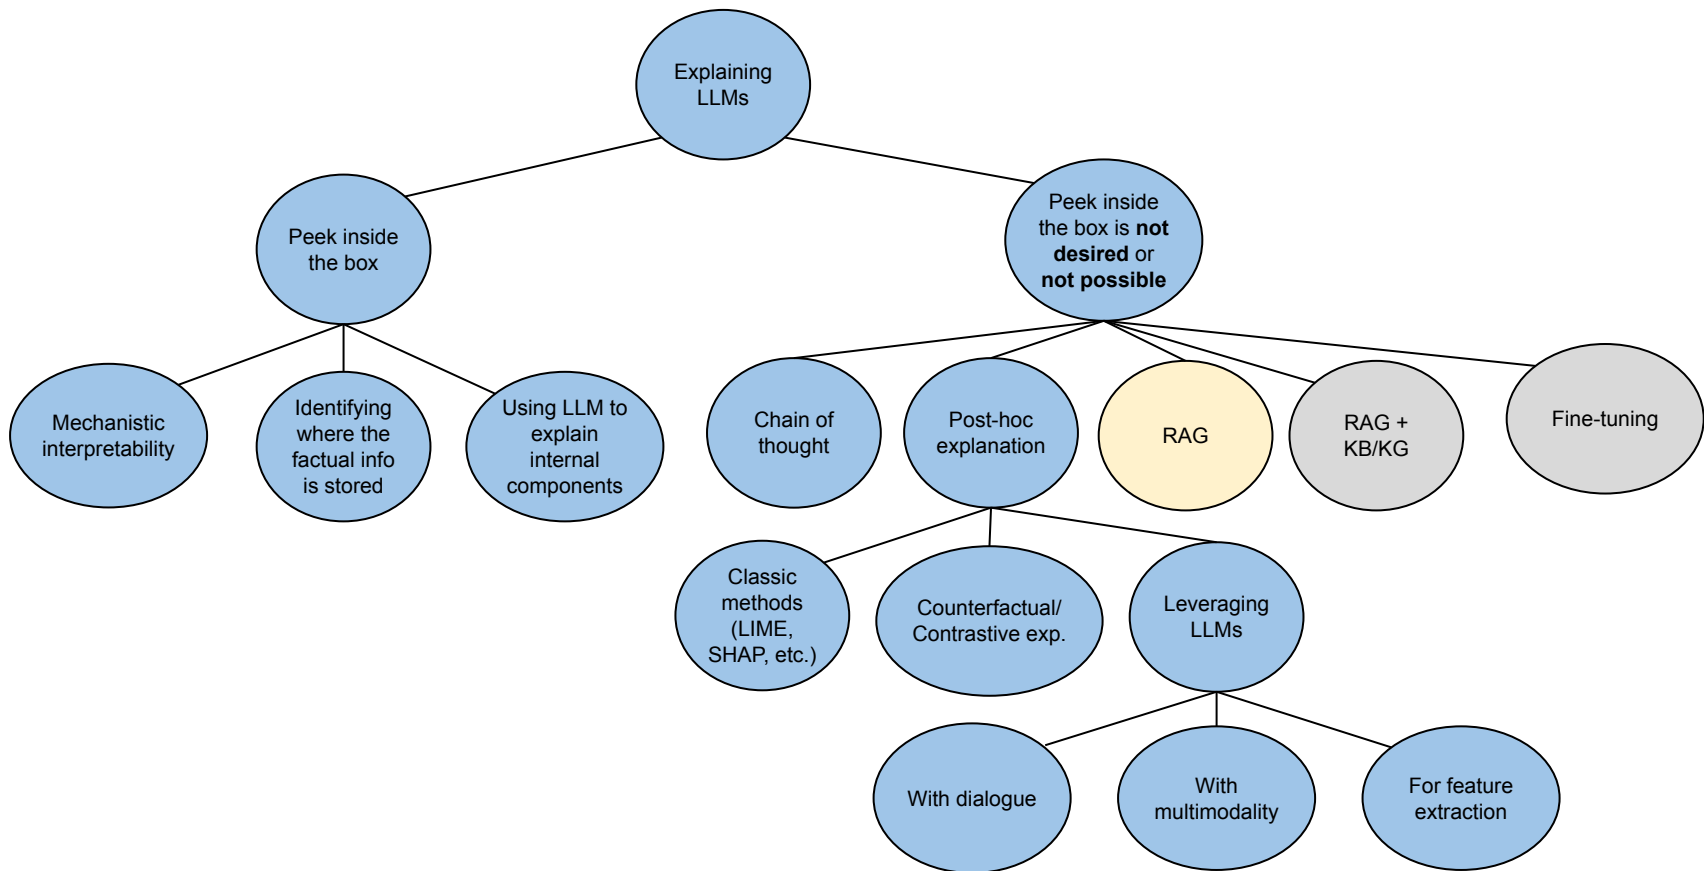 Explaining
LLMs
Peek inside
the box
Peek inside
the box is not
desired or
not possible
Mechanistic
interpretability
Identifying
where the
factual info
is stored
Using LLM to
explain
internal
components
Chain of
thought
Post-hoc
explanation
RAG
RAG +
KB/KG
Fine-tuning
Classic
methods
(LIME,
SHAP, etc.)
Counterfactual/
Contrastive exp.
Leveraging
LLMs
With dialogue
With
multimodality
For feature
extraction